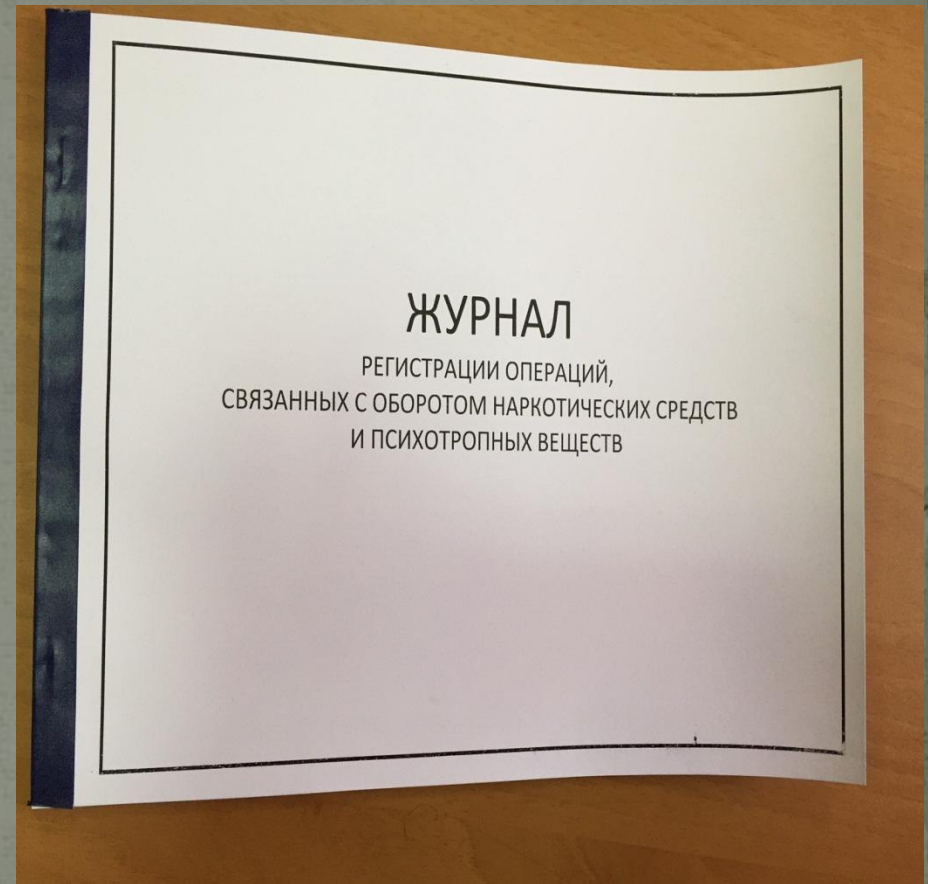 ЖУРНАЛ
РЕГИСТРАЦИИ ОПЕРАЦИЙ,
СВЯЗАННЫХ С ОБОРОТОМ НАРКОТИЧЕСКИХ СРЕДСТВ
И ПСИХОТРОПНЫХ ВЕЩЕСТВ